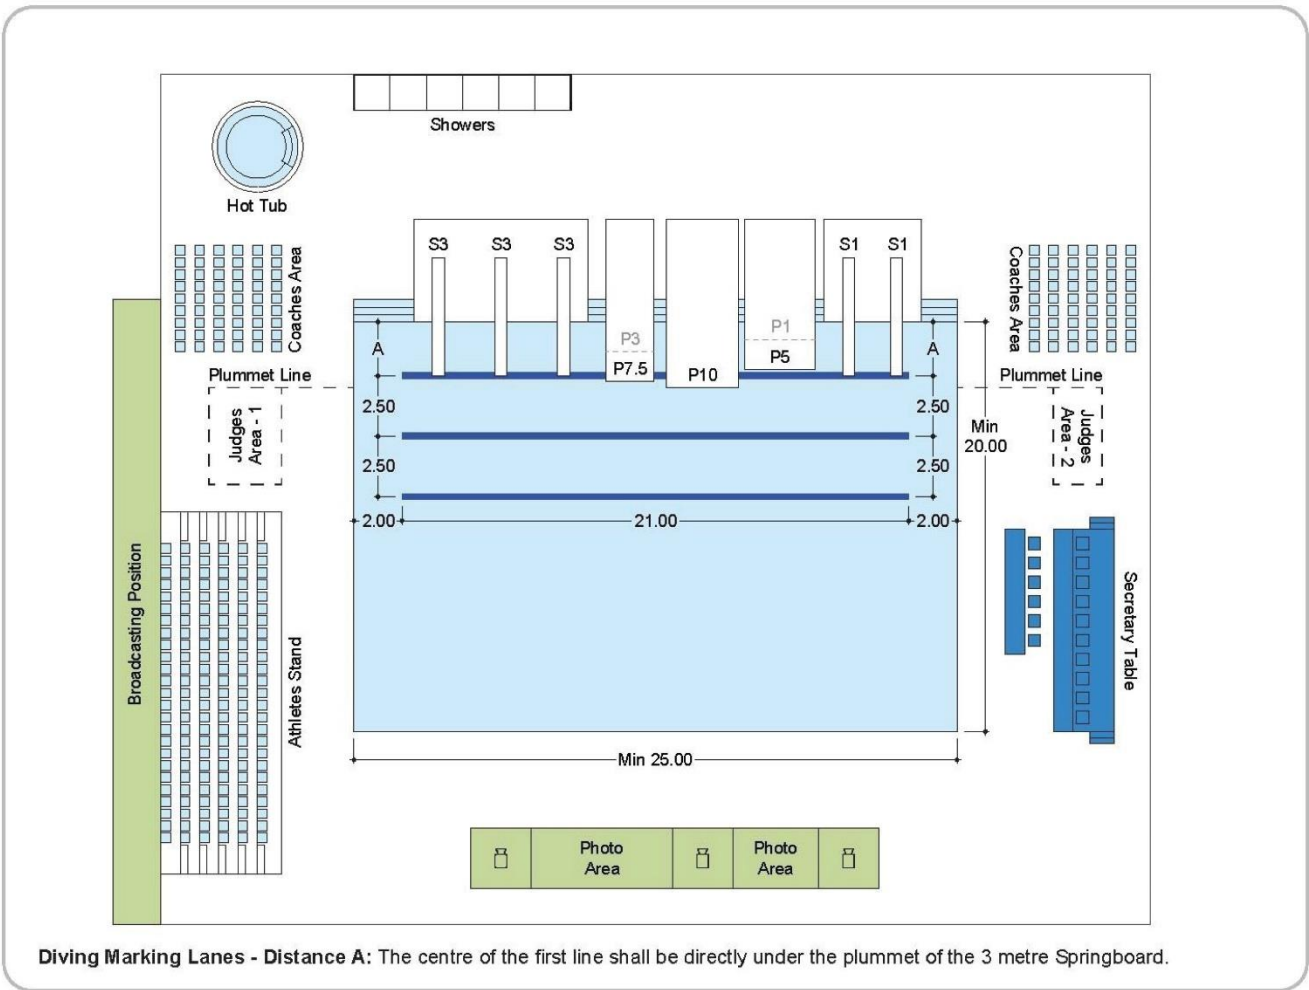 Showers
Hot Tub
Coaches Area
Coaches Area
S3
S3
S3
S1
S1
P3
P7.5
P10
P1
P5
A
A
Plummet Line
Plummet Line
Judges
Area - 1
Judges
Area - 2
2.50
2.50
2.50
2.50
Min
20.00
2.00
21.00
2.00
Broadcasting Position
Athletes Stand
Secretary Table
Min 25.00
Photo
Area
Photo
Area
Diving Marking Lanes - Distance A: The centre of the first line shall be directly under the plummet of the 3 metre Springboard.